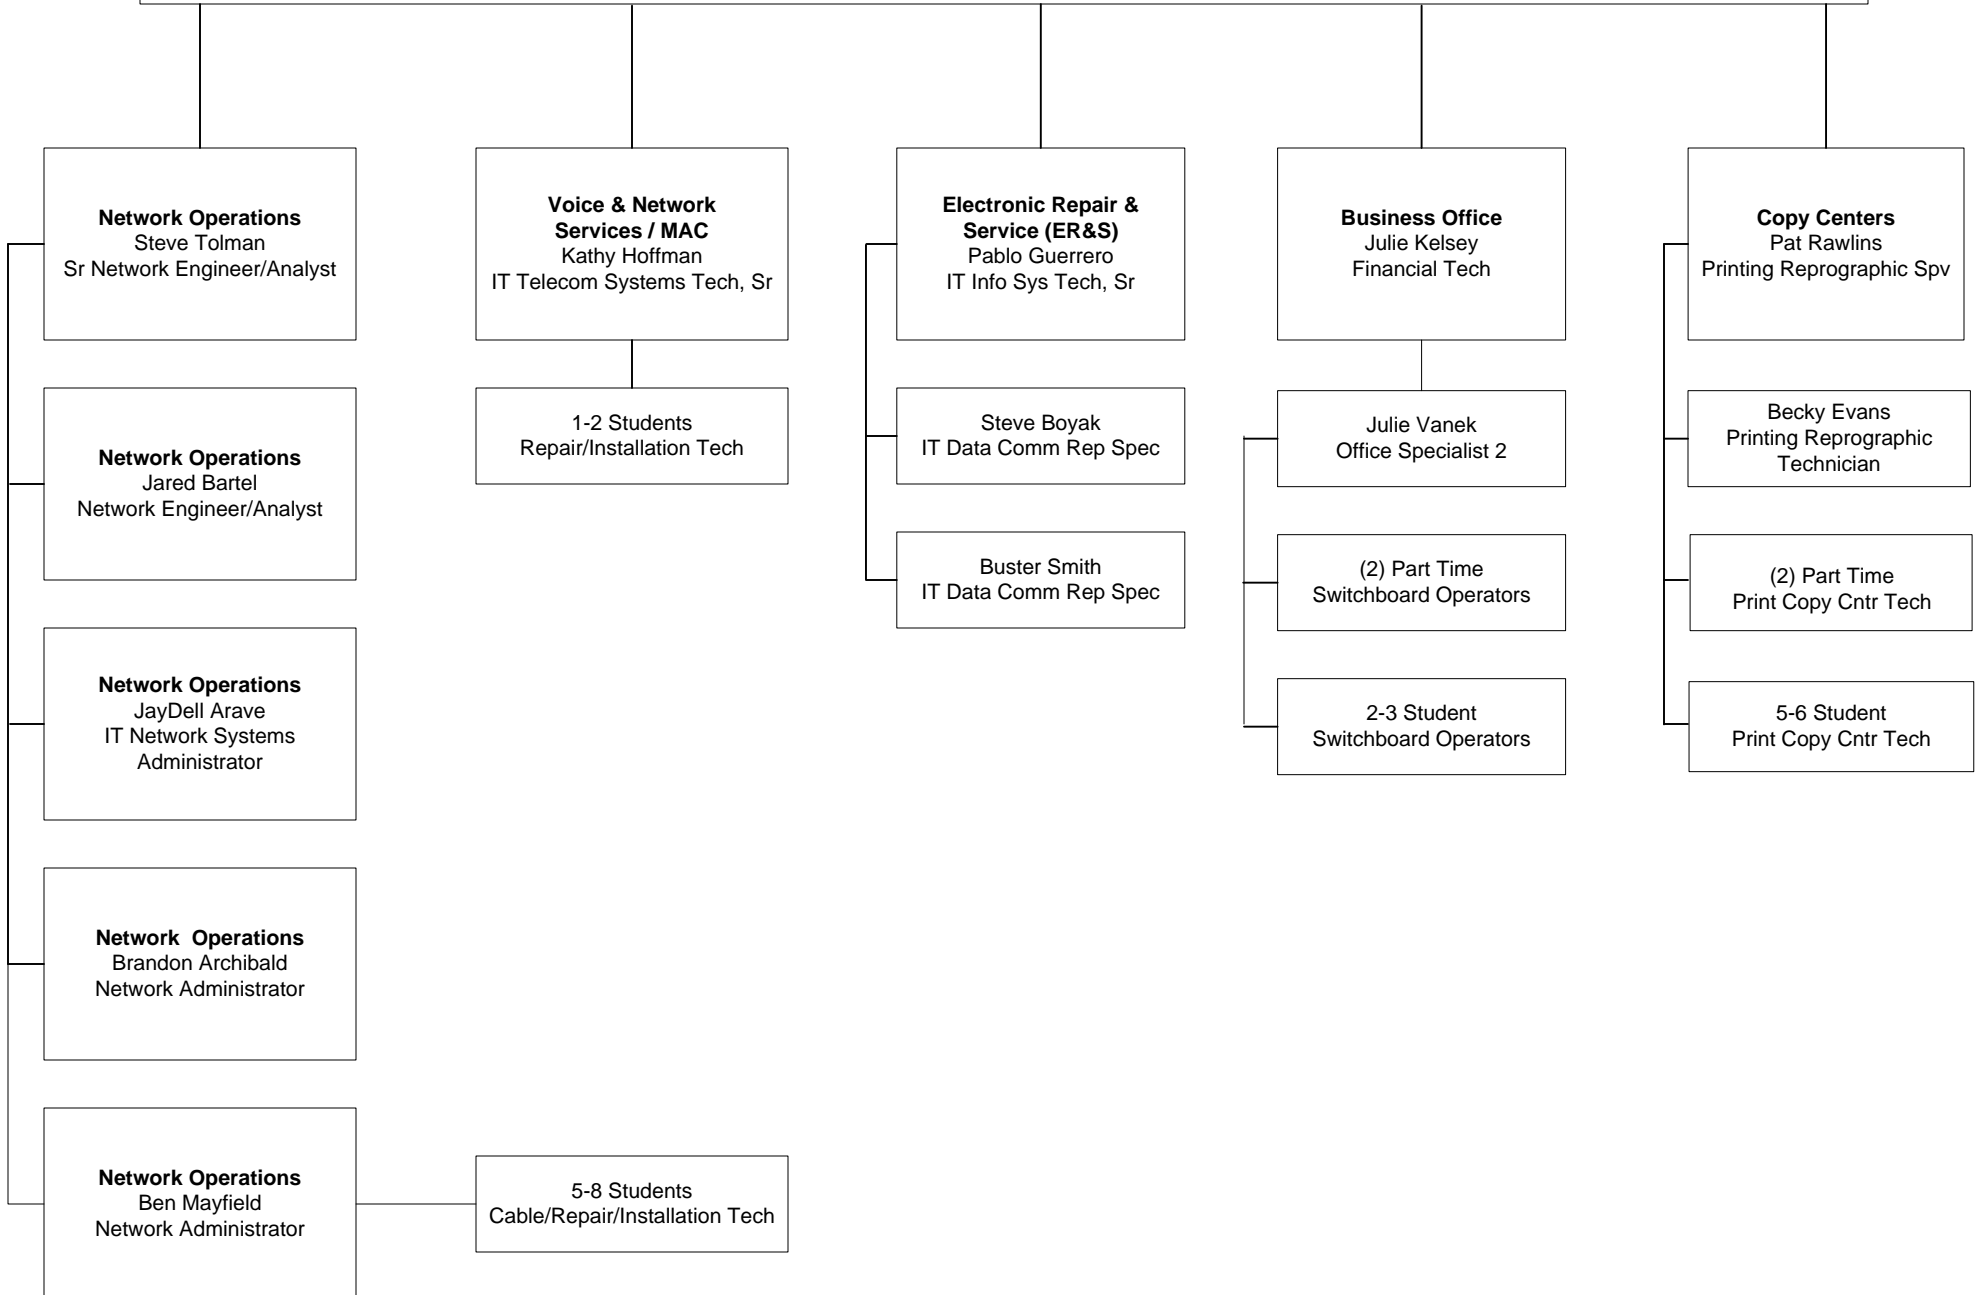 Network Operations
Steve Tolman
Sr Network Engineer/Analyst
Voice & Network
Services / MAC
Kathy Hoffman
IT Telecom Systems Tech, Sr
Electronic Repair &
Service (ER&S)
Pablo Guerrero
IT Info Sys Tech, Sr
Business Office
Julie Kelsey
Financial Tech
Copy Centers
Pat Rawlins
Printing Reprographic Spv
Network Operations
Jared Bartel
Network Engineer/Analyst
1-2 Students
Repair/Installation Tech
Steve Boyak
IT Data Comm Rep Spec
Julie Vanek
Office Specialist 2
Becky Evans
Printing Reprographic
Technician
Buster Smith
IT Data Comm Rep Spec
(2) Part Time
Switchboard Operators
(2) Part Time
Print Copy Cntr Tech
Network Operations
JayDell Arave
IT Network Systems
Administrator
2-3 Student
Switchboard Operators
5-6 Student
Print Copy Cntr Tech
Network  Operations
Brandon Archibald
Network Administrator
Network Operations
Ben Mayfield
Network Administrator
5-8 Students
Cable/Repair/Installation Tech